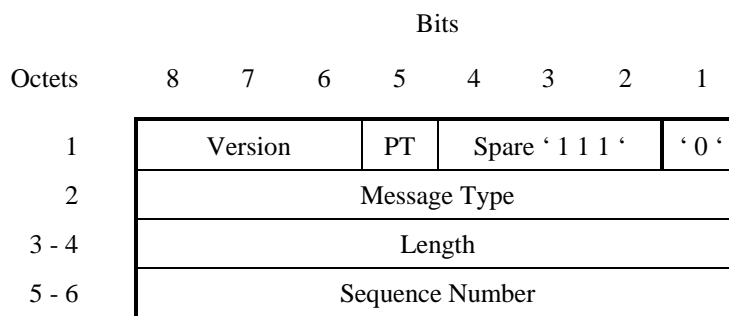 Bits
Octets 8 7 6 5 4 3 2 1
1 Version PT Spare ‘ 1 1 1 ‘ ‘ 0 ‘
2 Message Type
3 - 4 Length
5 - 6 Sequence Number